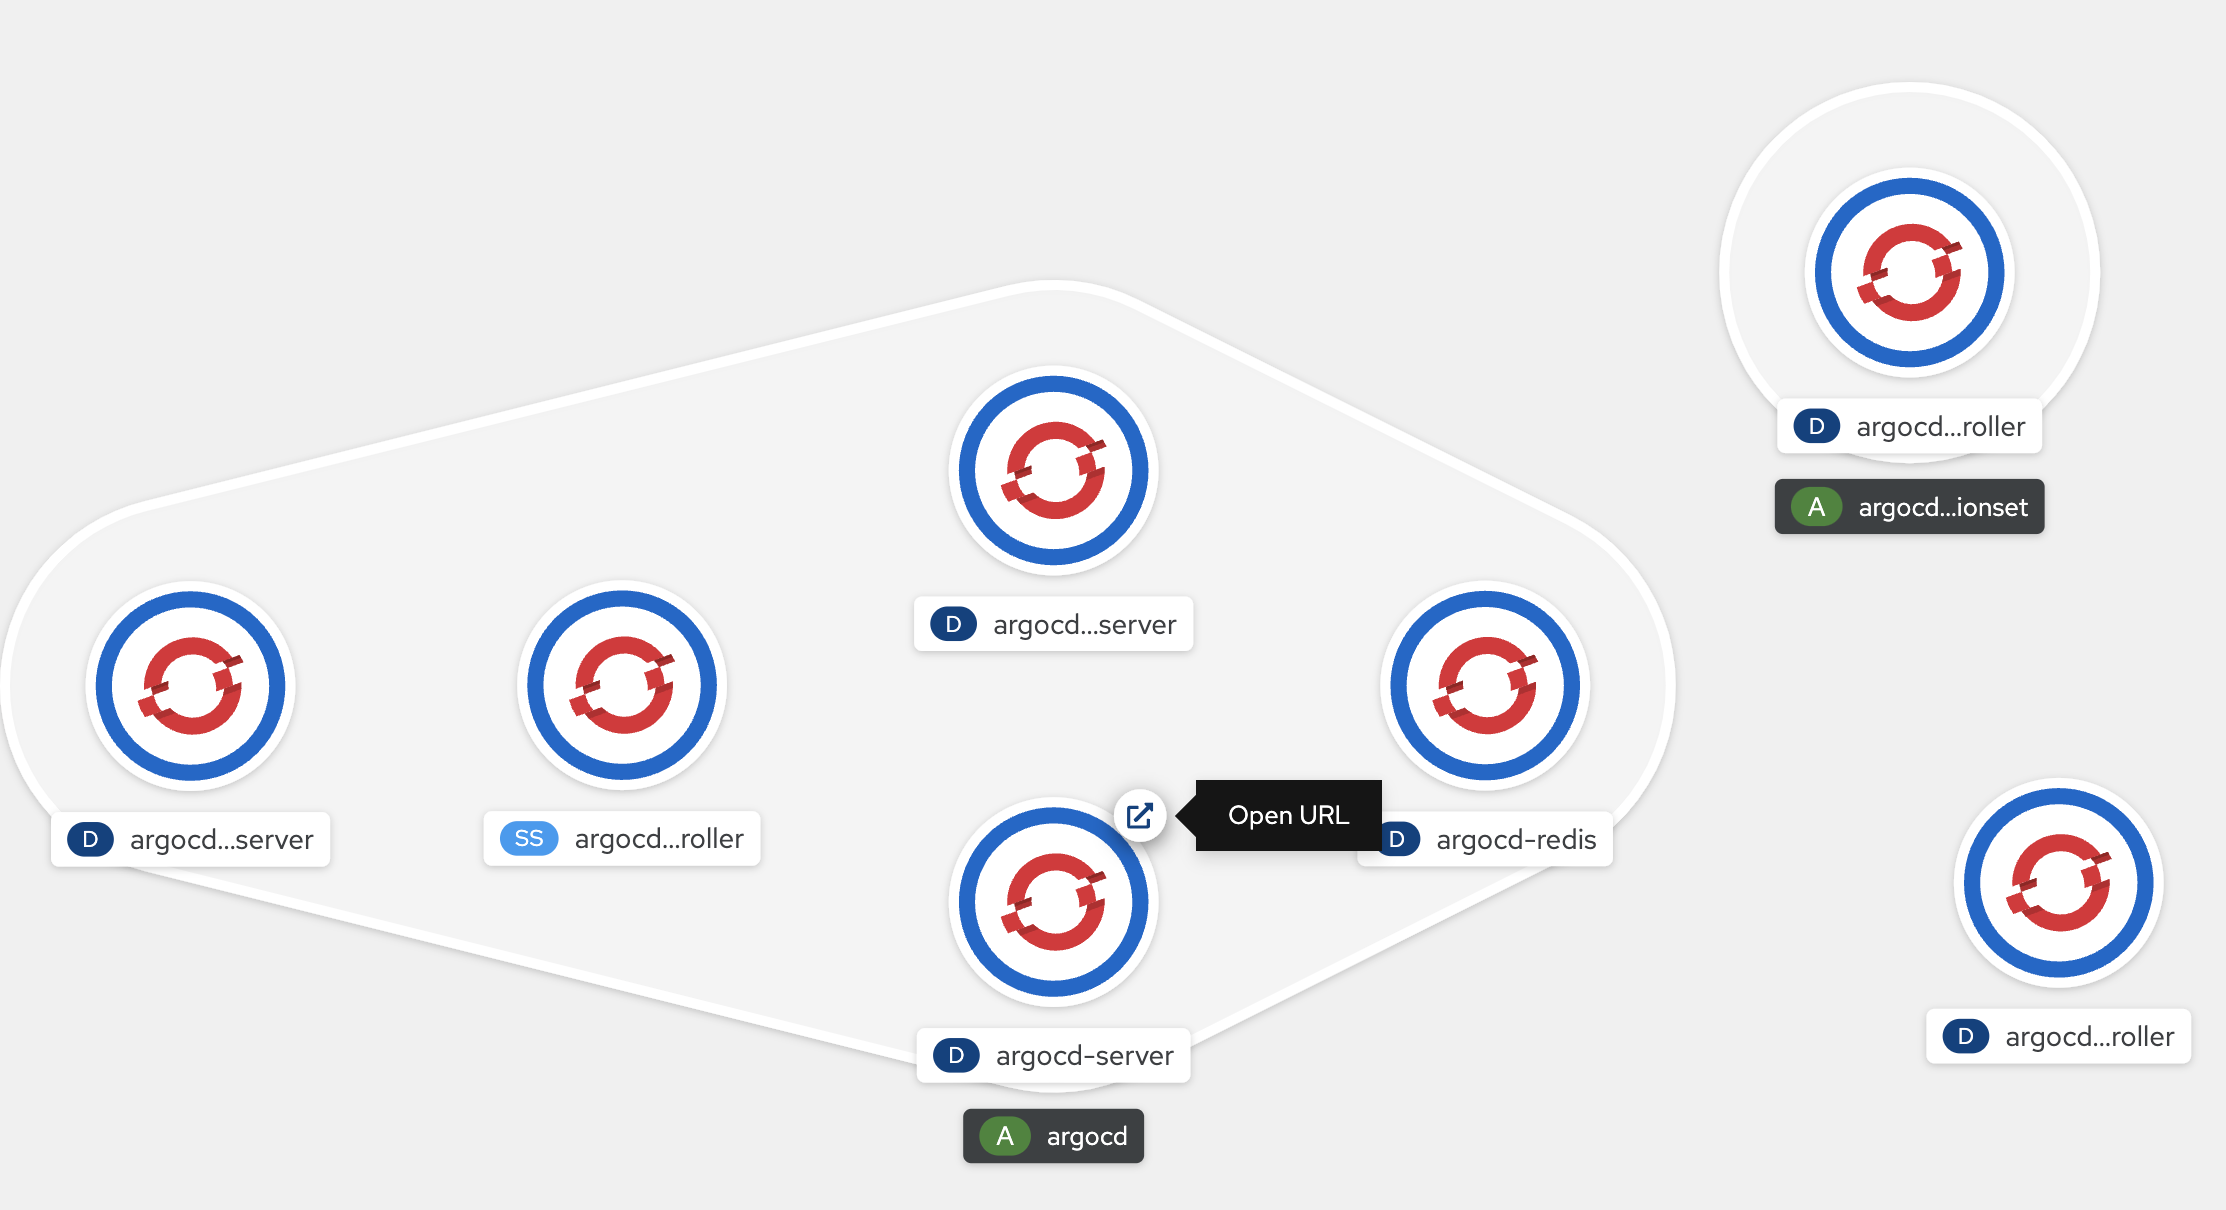 D argocd...roller
A argocd...ionset
D argocd...server
D argocd...server
SS argocd...roller
Open URL
D argocd-redis
D argocd-server
D argocd...roller
A argocd